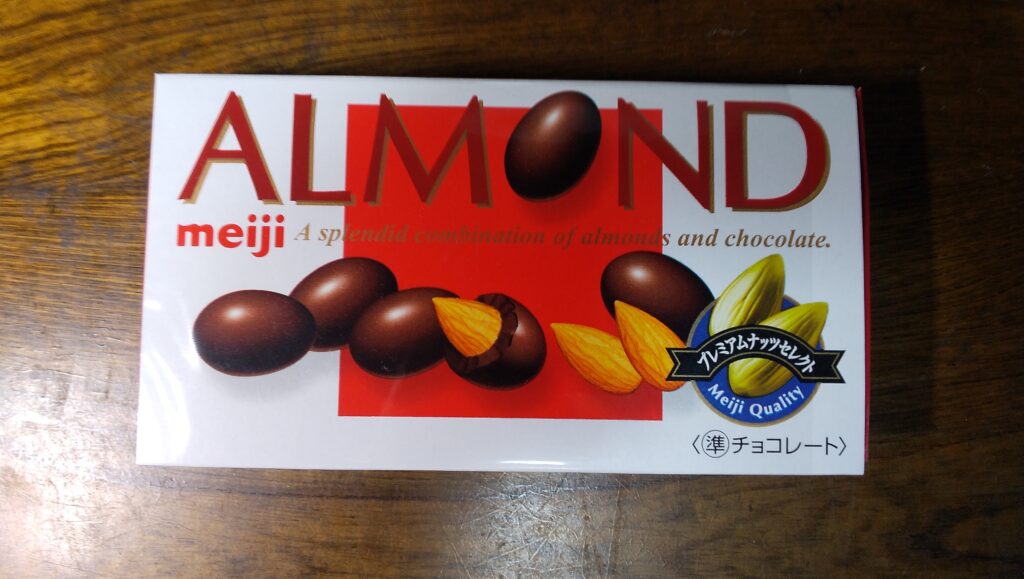 ALMOND
meiji A splendid combination of almonds and chocolate.
プレミアムナッツセレクト
Meiji Quality
〈㊜チョコレート〉